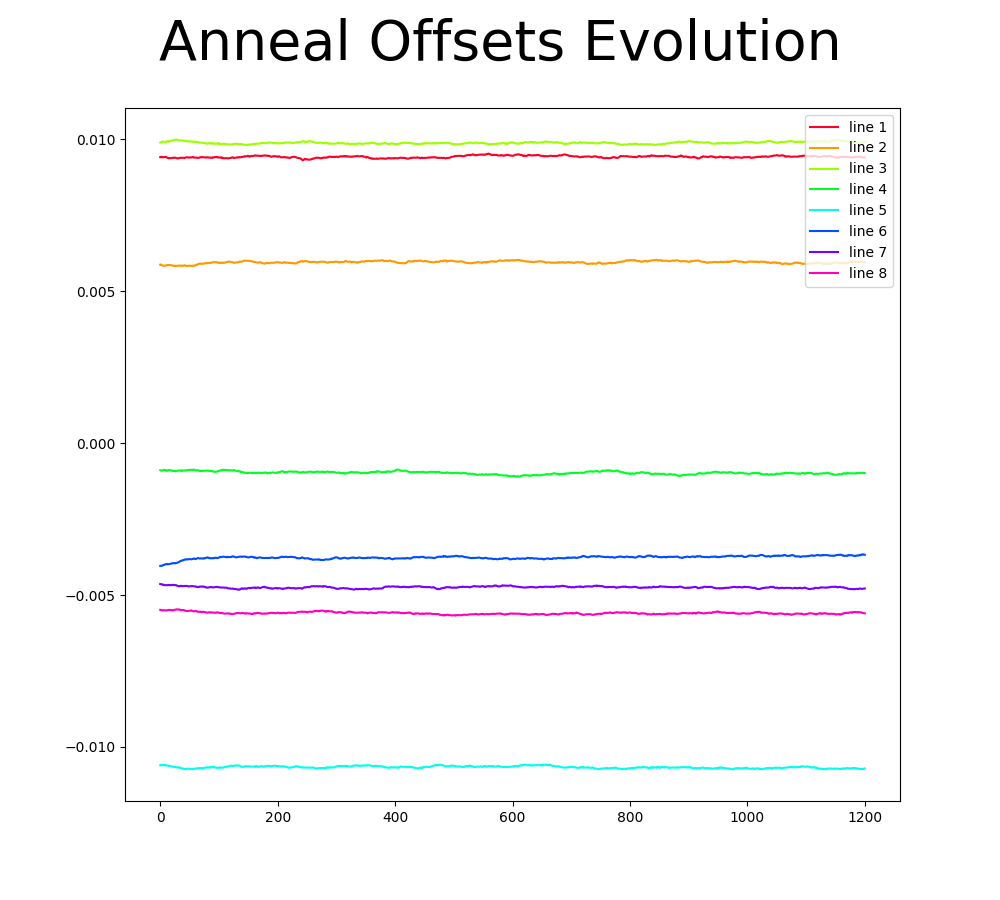 Anneal Offsets Evolution
0.010
0.005
0.000
−0.005
−0.010
0 200 400 600 800 1000 1200
line 1
line 2
line 3
line 4
line 5
line 6
line 7
line 8